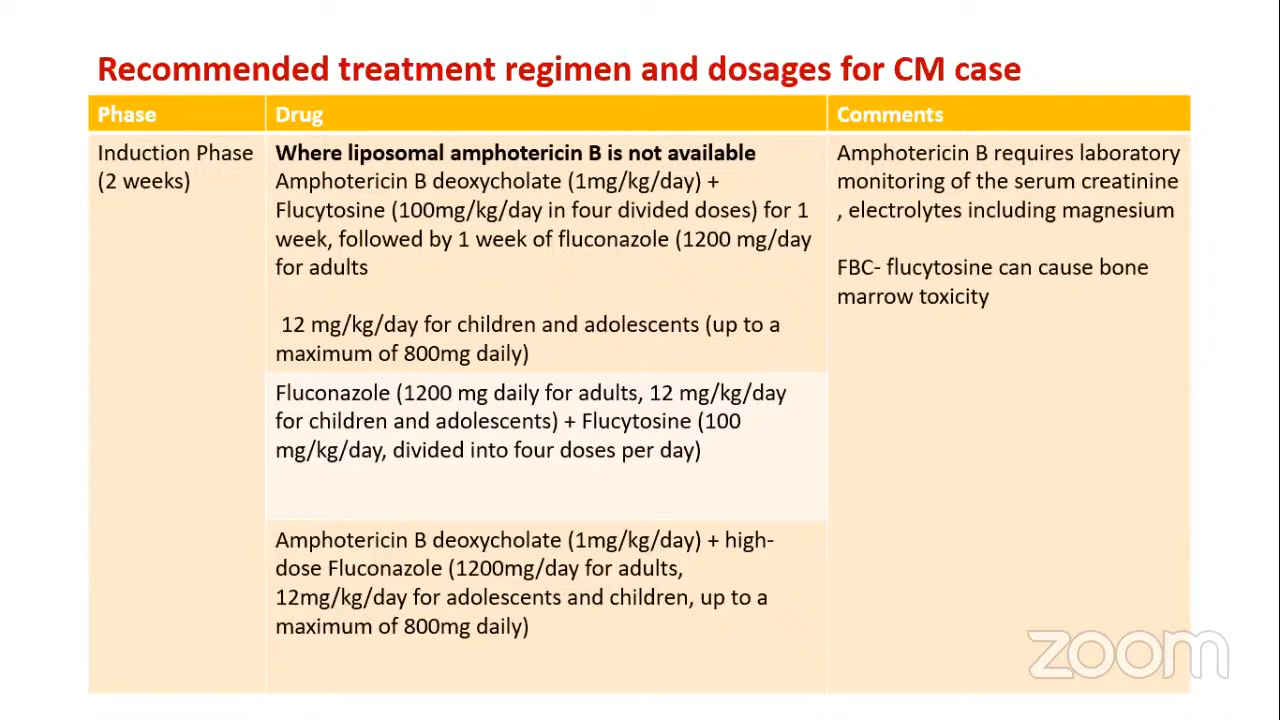 Recommended treatment regimen and dosages for CM case
Phase
Drug
Comments
Induction Phase
(2 weeks)
Where liposomal amphotericin B is not available
Amphotericin B deoxycholate (1mg/kg/day) +
Flucytosine (100mg/kg/day in four divided doses) for 1
week, followed by 1 week of fluconazole (1200 mg/day
for adults
12 mg/kg/day for children and adolescents (up to a
maximum of 800mg daily)
Fluconazole (1200 mg daily for adults, 12 mg/kg/day
for children and adolescents) + Flucytosine (100
mg/kg/day, divided into four doses per day)
Amphotericin B deoxycholate (1mg/kg/day) + high-
dose Fluconazole (1200mg/day for adults,
12mg/kg/day for adolescents and children, up to a
maximum of 800mg daily)
Amphotericin B requires laboratory
monitoring of the serum creatinine
, electrolytes including magnesium
FBC- flucytosine can cause bone
marrow toxicity
zoom